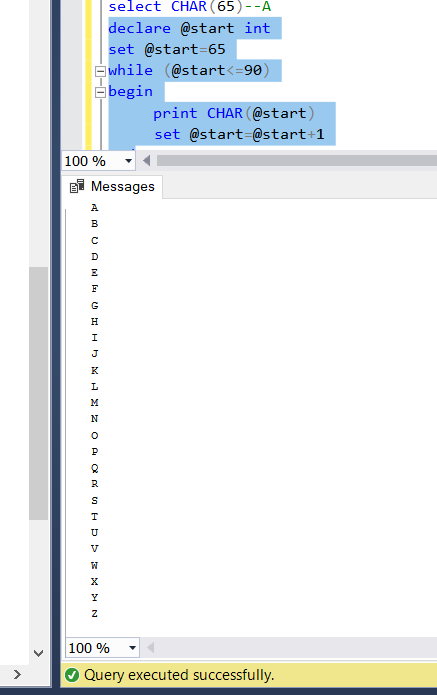 select CHAR(65)--A
declare @start int
set @start=65
while (@start<=90)
begin
print CHAR(@start)
set @start=@start+1
100 %
Messages
A
B
C
D
E
F
G
H
I
J
K
L
M
N
O
P
Q
R
S
T
U
V
W
X
Y
Z
100 %
Query executed successfully.